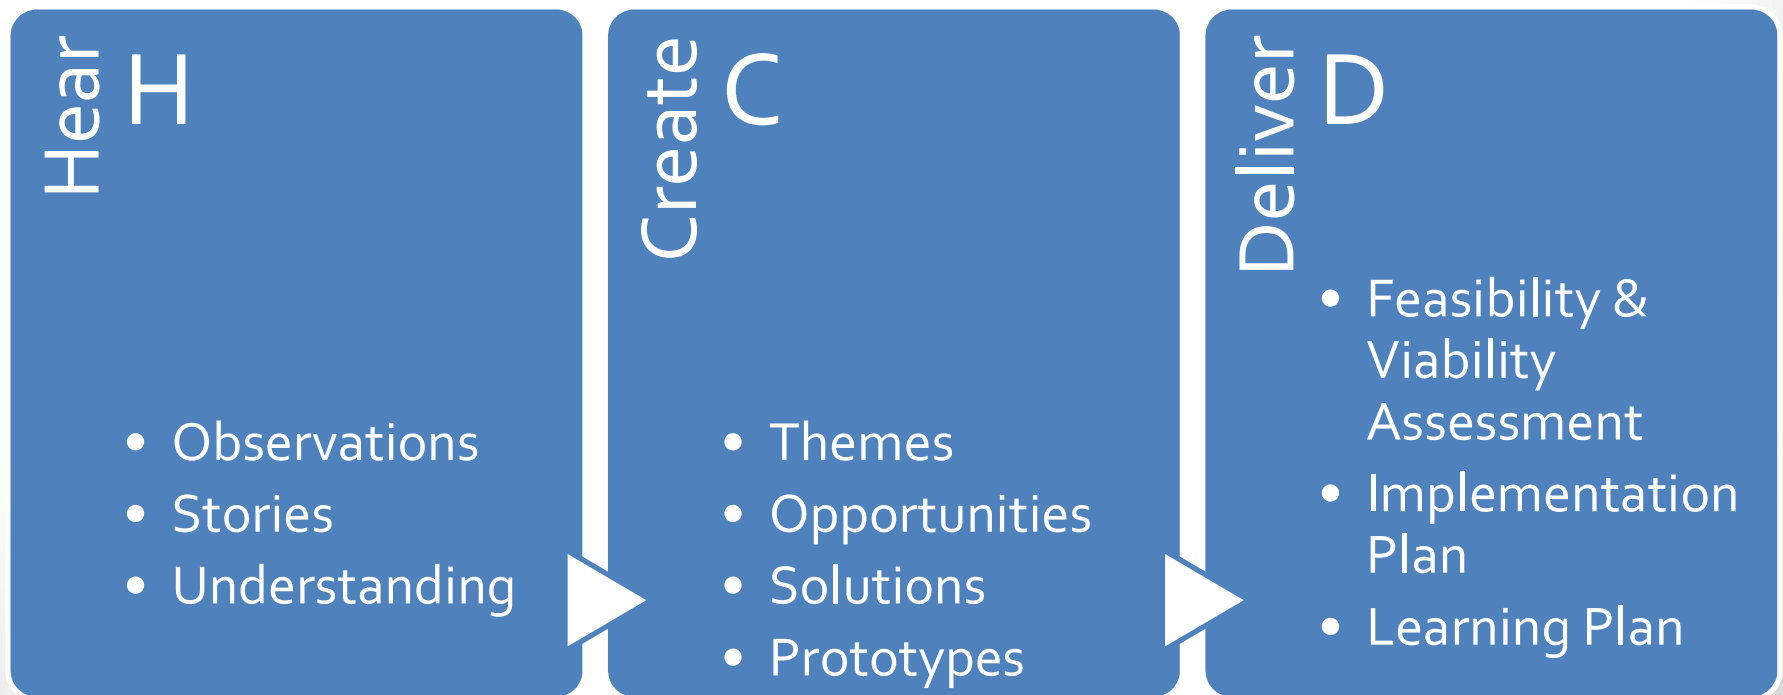 Hear
H
• Observations
• Stories
• Understanding
Create
C
• Themes
• Opportunities
• Solutions
• Prototypes
Deliver
D
• Feasibility &
Viability
Assessment
• Implementation
Plan
• Learning Plan